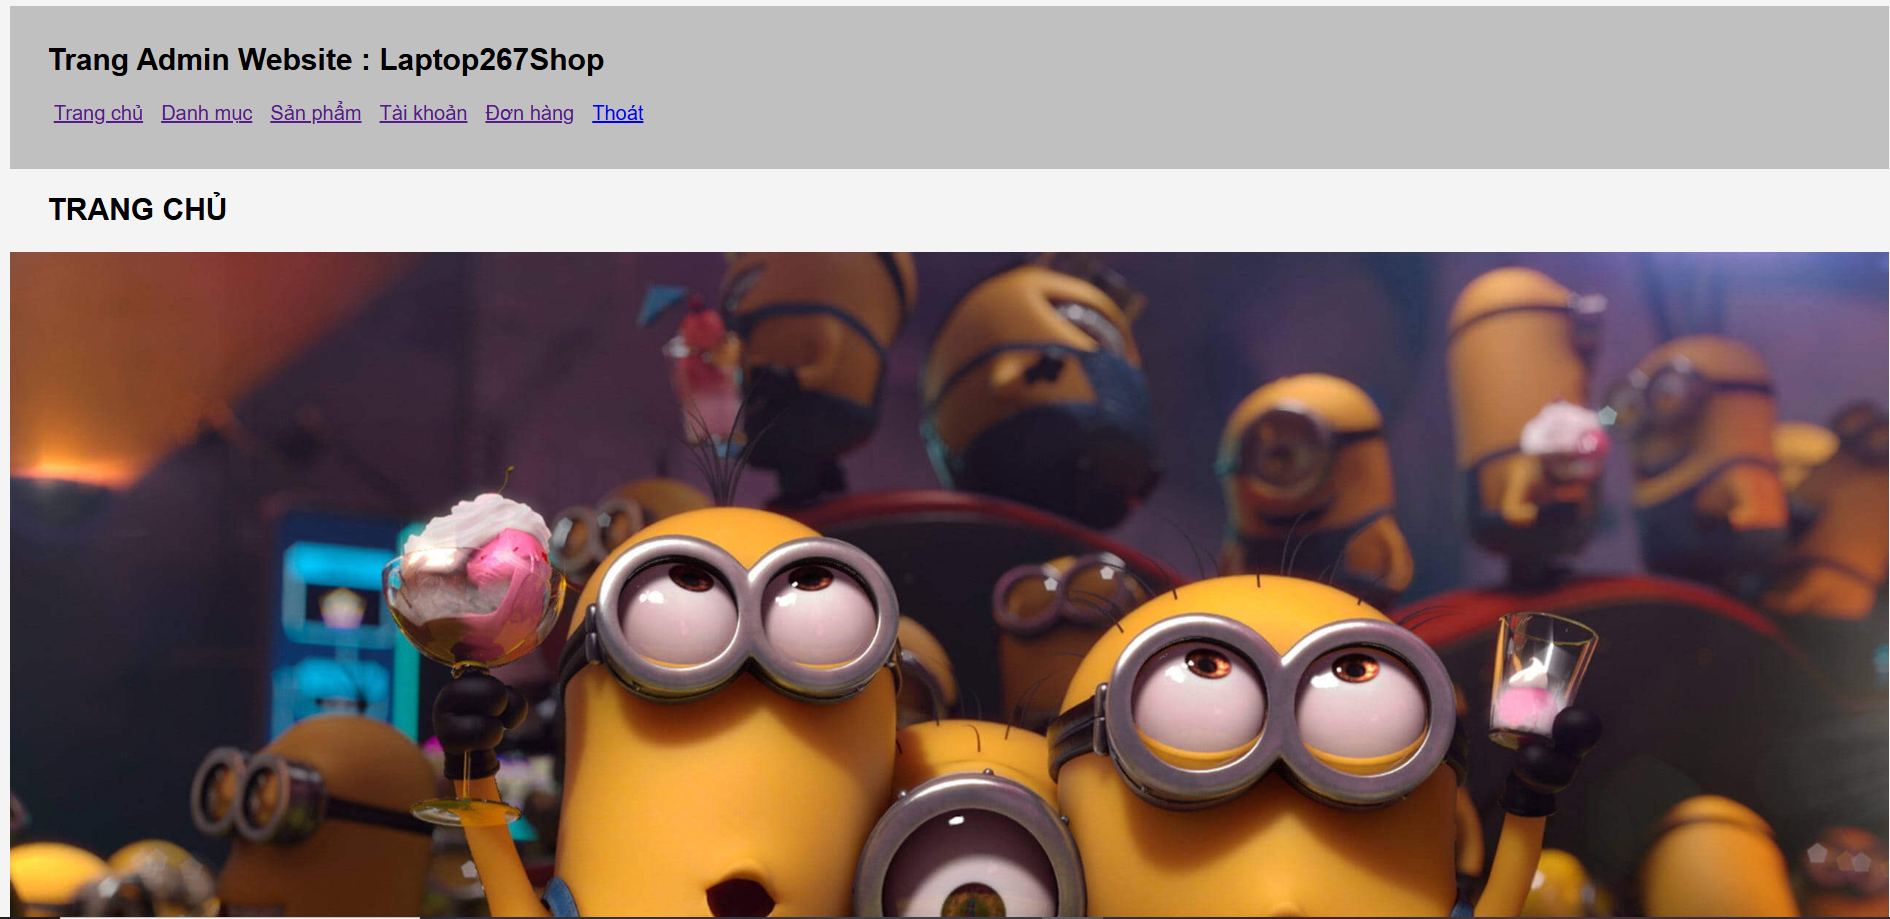 Trang Admin Website : Laptop267Shop
Trang chủ Danh mục Sản phẩm Tài khoản Đơn hàng Thoát
TRANG CHỦ